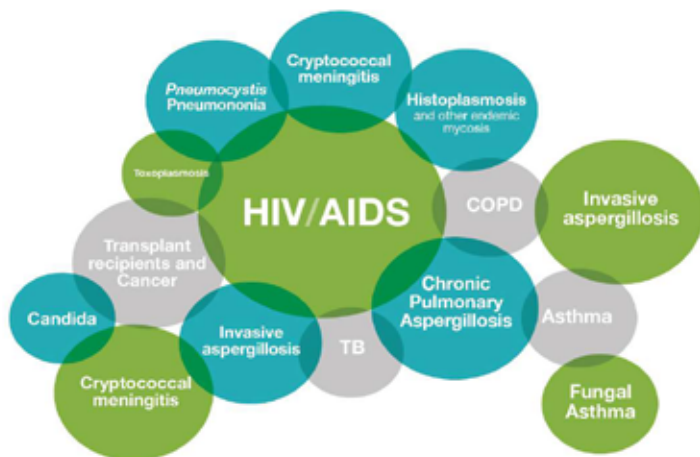 Cryptococcal
meningitis
Pneumocystis
Pneumononia
Histoplasmosis
and other endemic
mycosis
Toxoplasmosis
HIV/AIDS
COPD
Invasive
aspergillosis
Transplant
recipients and
Cancer
Chronic
Pulmonary
Aspergillosis
Candida
Invasive
aspergillosis
TB
Asthma
Cryptococcal
meningitis
Fungal
Asthma